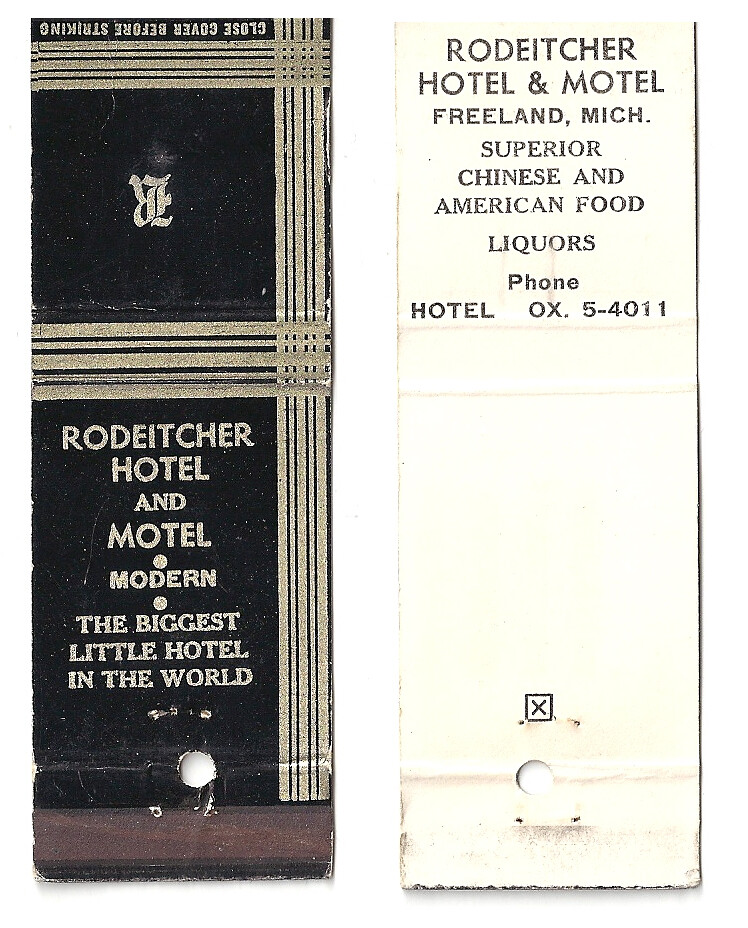 CLOSE COVER BEFORE STRIKING
R
RODEITCHER
HOTEL
AND
MOTEL
MODERN
THE BIGGEST
LITTLE HOTEL
IN THE WORLD
RODEITCHER
HOTEL & MOTEL
FREELAND, MICH.
SUPERIOR
CHINESE AND
AMERICAN FOOD
LIQUORS
Phone
HOTEL OX. 5-4011
X